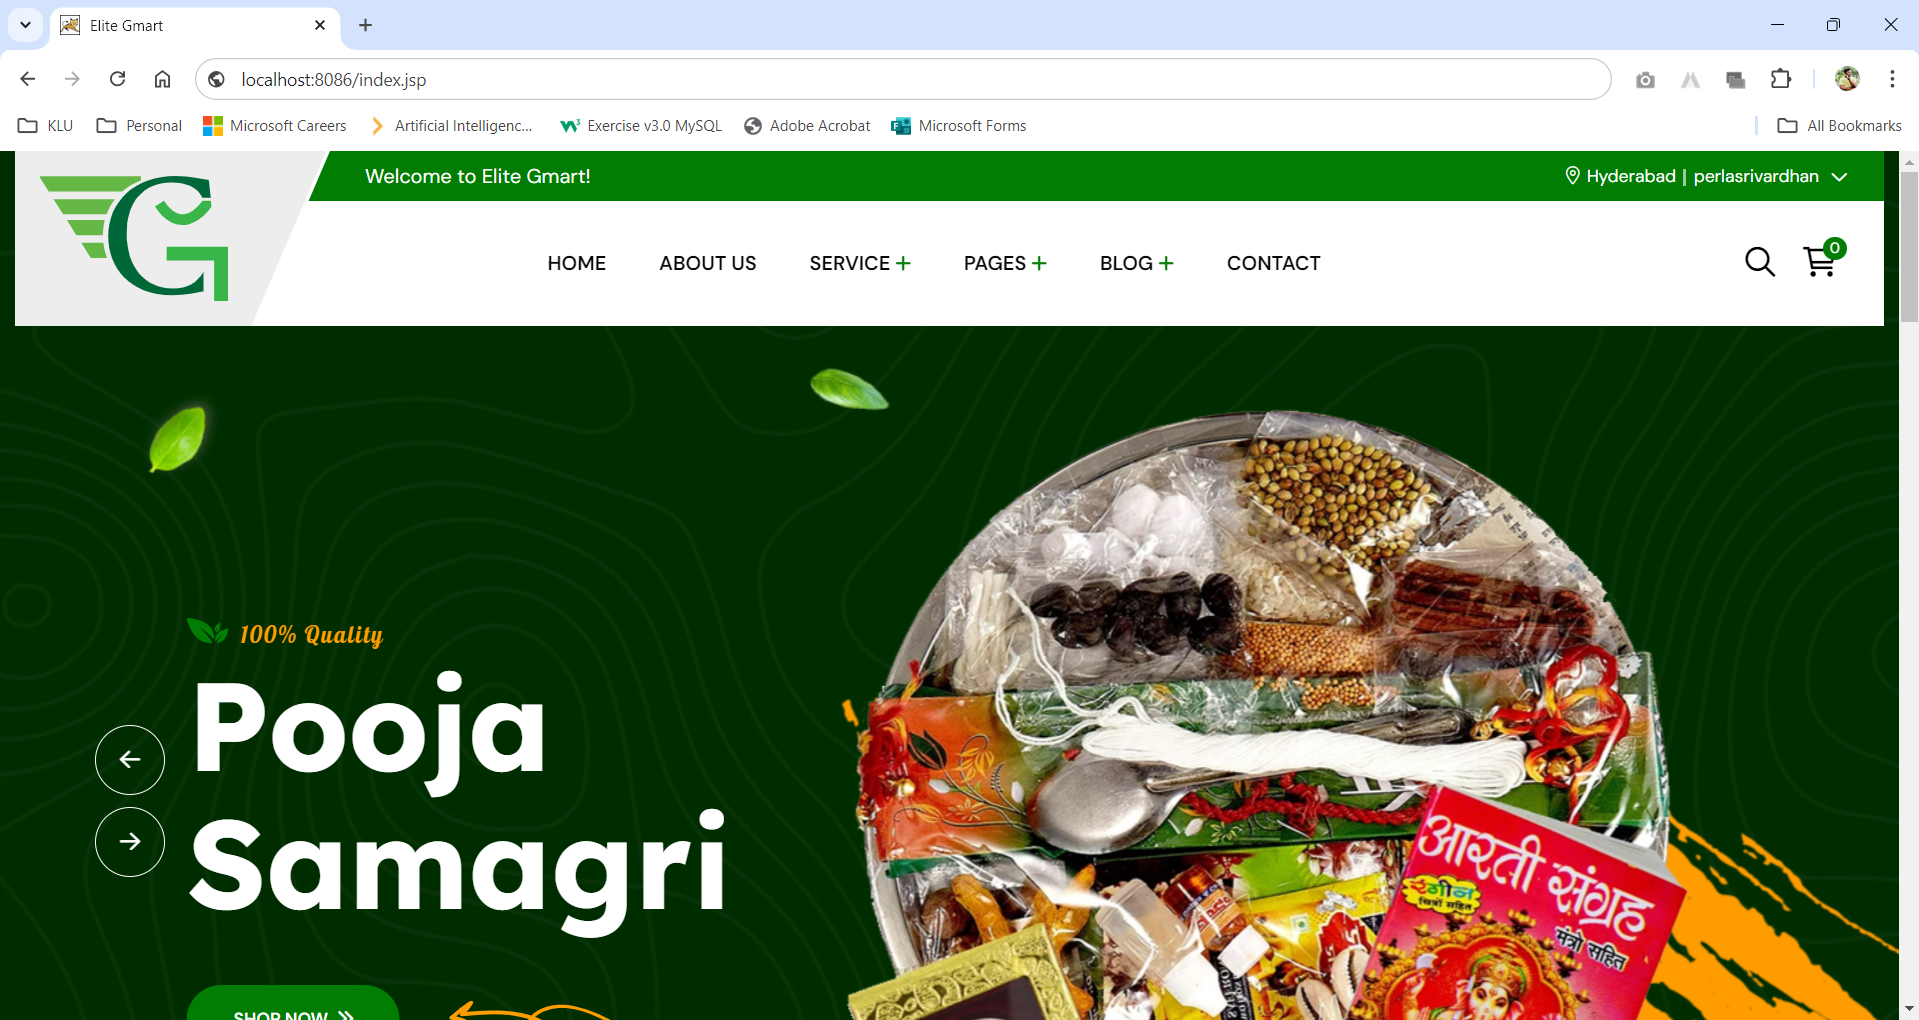 Elite Gmart
localhost:8086/index.jsp
KLU
Personal
Microsoft Careers
Artificial Intelligenc...
Exercise v3.0 MySQL
Adobe Acrobat
Microsoft Forms
All Bookmarks
G
Welcome to Elite Gmart!
Hyderabad | perlasrivardhan
HOME
ABOUT US
SERVICE +
PAGES +
BLOG +
CONTACT
0
100% Quality
Pooja
Samagri
SHOP NOW
आरती संग्रह
रंगीन
चित्रों सहित
मंत्रो सहित